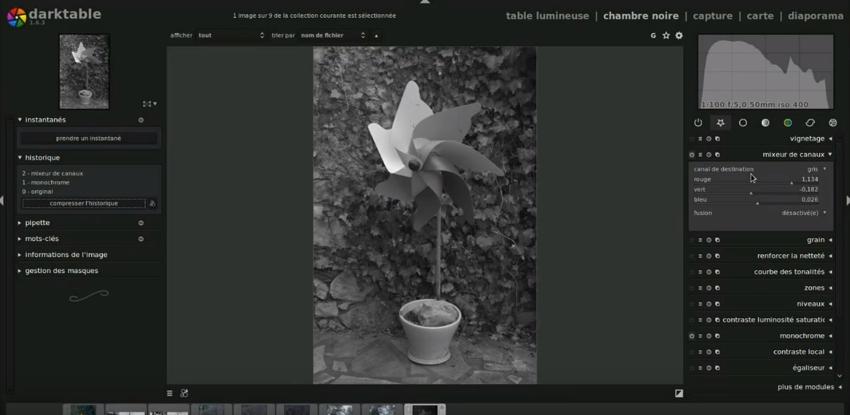 darktable
1.6.3
1 image sur 9 de la collection courante est sélectionnée
table lumineuse | chambre noire | capture | carte | diaporama
afficher tout trier par nom de fichier
G
1/100 f/5,0 50mm iso 400
instantanés
prendre un instantané
historique
2 - mixeur de canaux
1 - monochrome
0 - original
compresser l'historique
pipette
mots-clés
informations de l'image
gestion des masques
vignetage
mixeur de canaux
canal de destination gris
rouge 1,134
vert -0,182
bleu 0,026
fusion désactivé(e)
grain
renforcer la netteté
courbe des tonalités
zones
niveaux
contraste luminosité saturatio
monochrome
contraste local
égaliseur
plus de modules